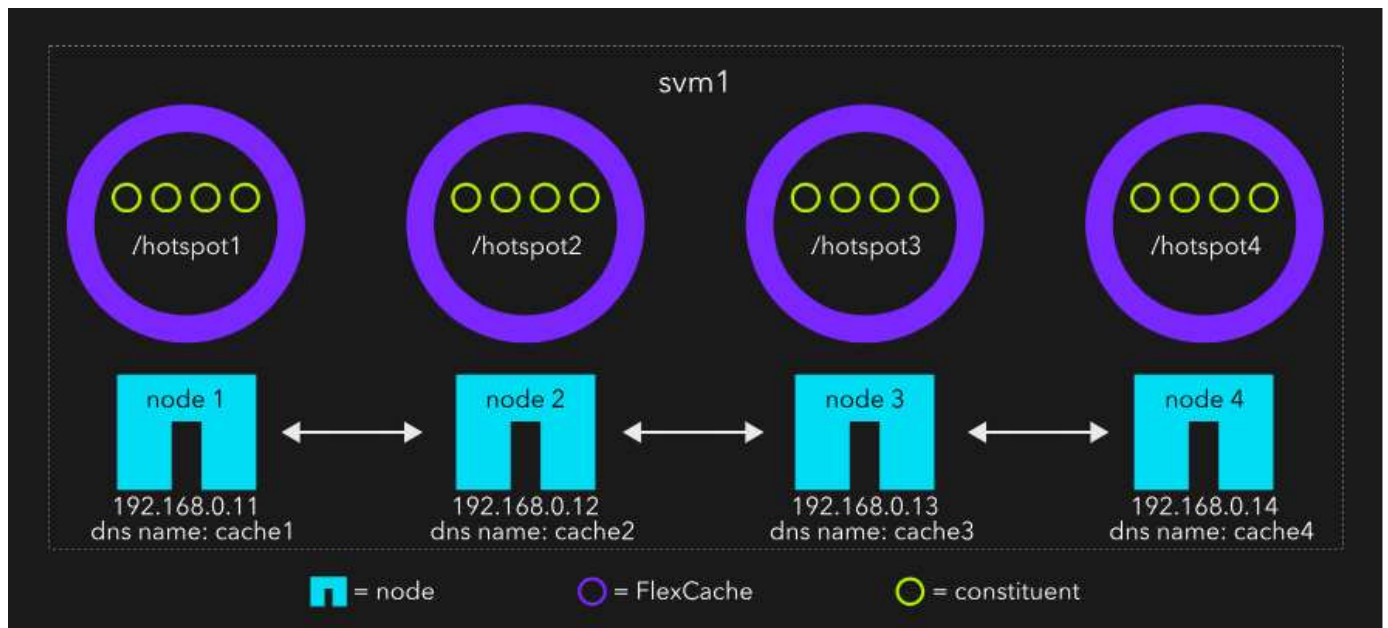 svm1
/hotspot1
/hotspot2
/hotspot3
/hotspot4
node 1
node 2
node 3
node 4
192.168.0.11
dns name: cache1
192.168.0.12
dns name: cache2
192.168.0.13
dns name: cache3
192.168.0.14
dns name: cache4
= node
= FlexCache
= constituent